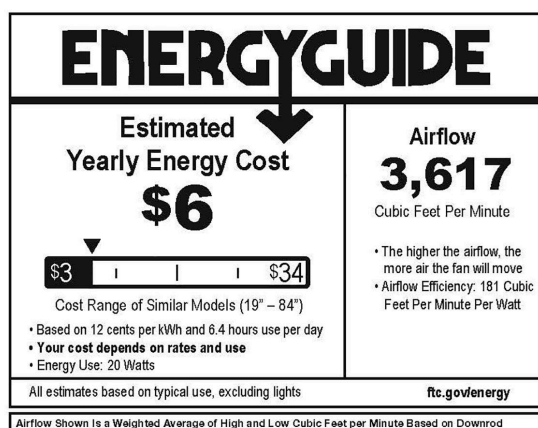 ENERGYGUIDE
Estimated
Yearly Energy Cost
$6
$3
$34
Cost Range of Similar Models (19" – 84")
• Based on 12 cents per kWh and 6.4 hours use per day
• Your cost depends on rates and use
• Energy Use: 20 Watts
Airflow
3,617
Cubic Feet Per Minute
• The higher the airflow, the
more air the fan will move
• Airflow Efficiency: 181 Cubic
Feet Per Minute Per Watt
All estimates based on typical use, excluding lights
ftc.gov/energy
Airflow Shown Is a Weighted Average of High and Low Cubic Feet per Minute Based on Downrod